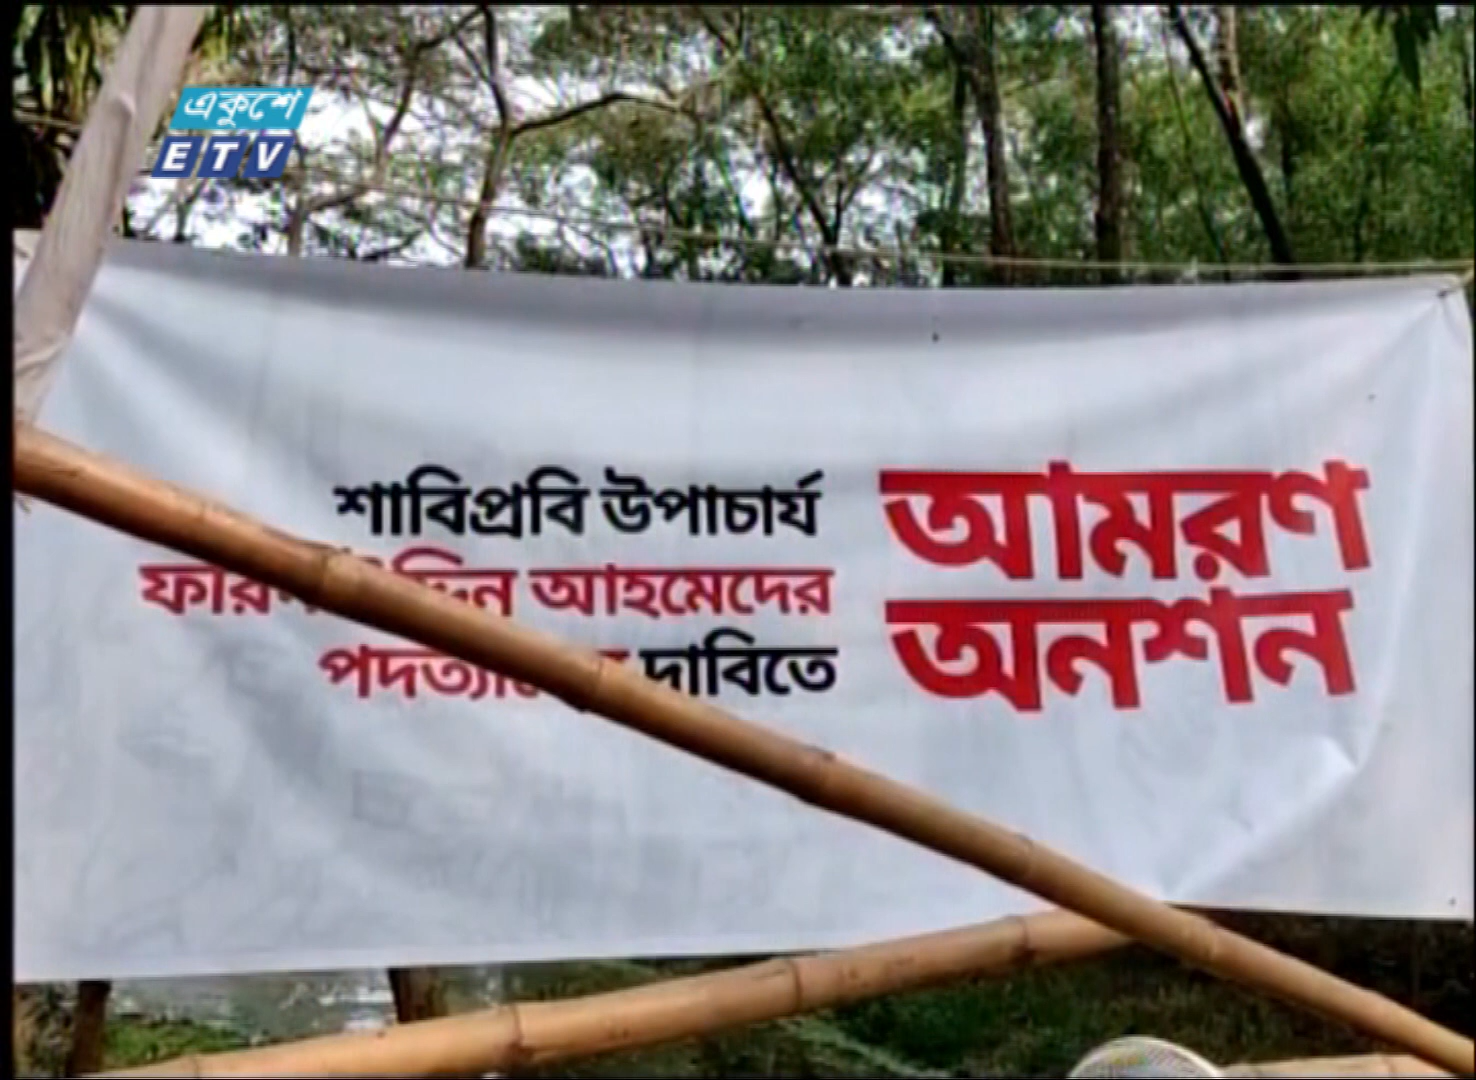 একুশে
ETV
শাবিপ্রবি উপাচার্য
আহমেদের
দাবিতে
আমরণ
অনশন